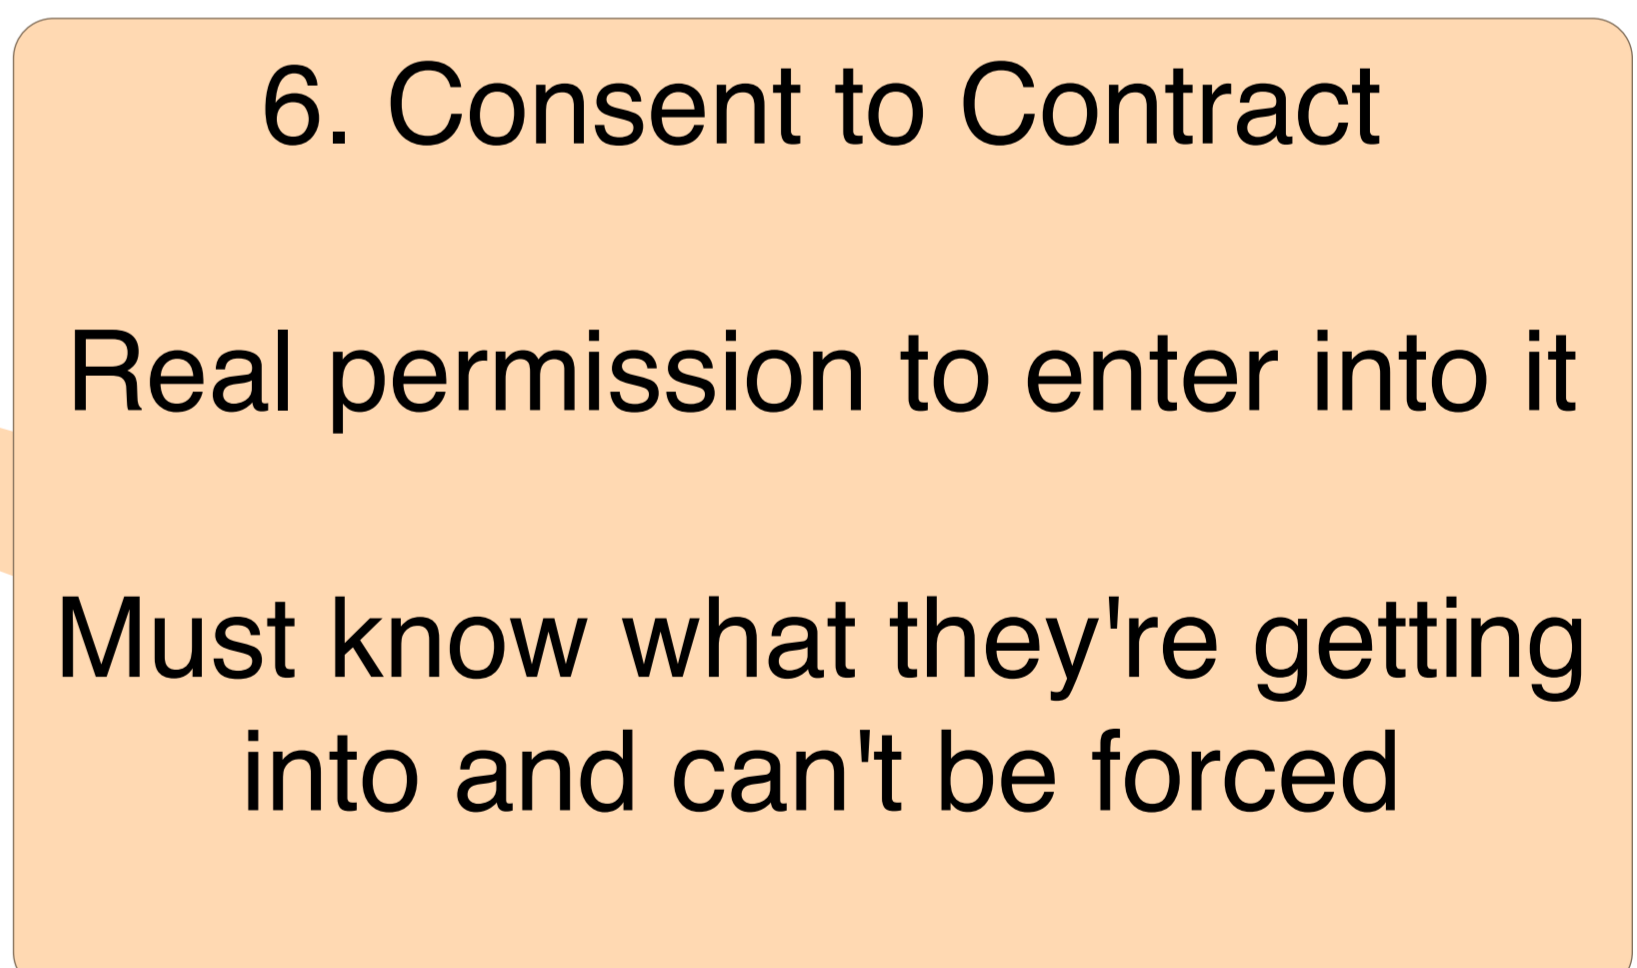 6. Consent to Contract
Real permission to enter into it
Must know what they're getting
into and can't be forced